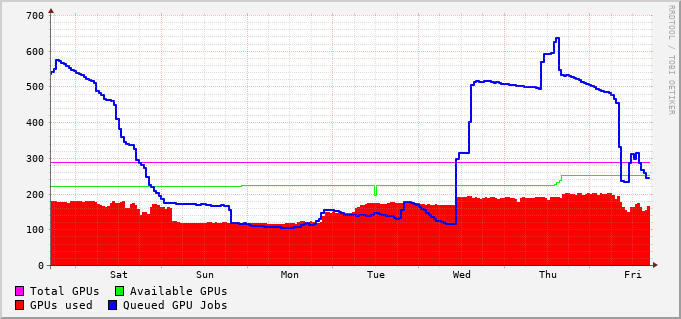 700
600
500
400
300
200
100
0
Sat Sun Mon Tue Wed Thu Fri
Total GPUs Available GPUs
GPUs used Queued GPU Jobs
RRDTOOL / TOBI OETIKER